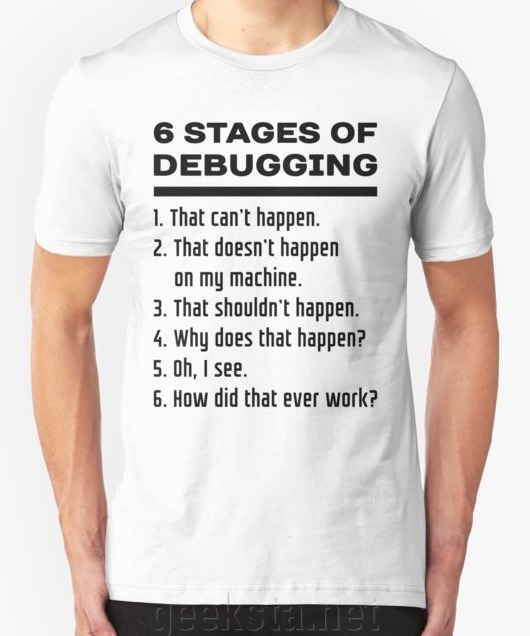 6 STAGES OF
DEBUGGING
1. That can't happen.
2. That doesn't happen
on my machine.
3. That shouldn't happen.
4. Why does that happen?
5. Oh, I see.
6. How did that ever work?
geeksta.net